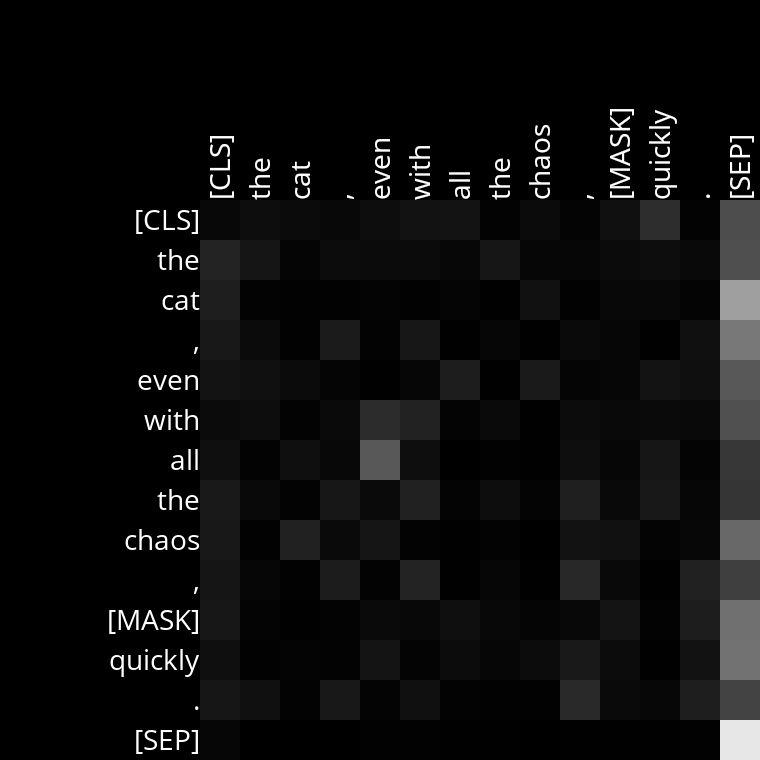 [CLS] the cat , even with all the chaos , [MASK] quickly . [SEP]
[CLS]
the
cat
,
even
with
all
the
chaos
,
[MASK]
quickly
.
[SEP]